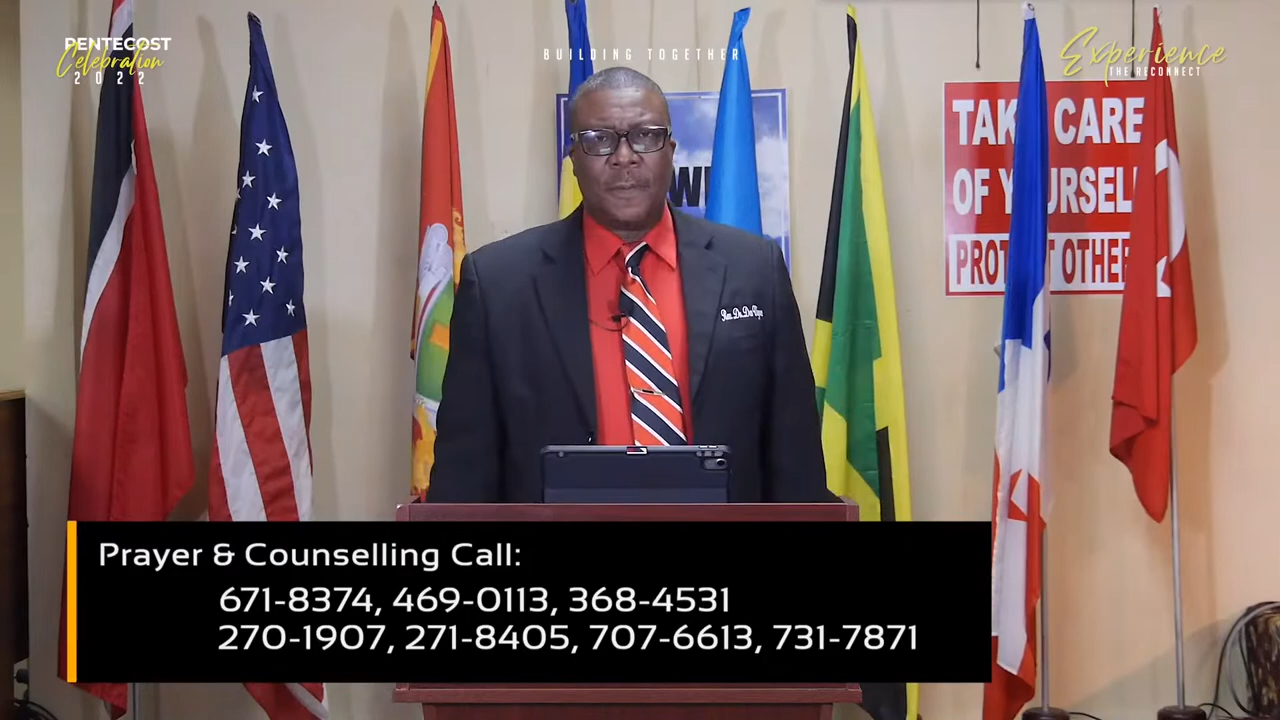 PENTECOST
Celebration
2022
BUILDING TOGETHER
Experience
THE RECONNECT
TAK CARE
OF Y URSEL
PROT T OTHE
W
Prayer & Counselling Call:
671-8374, 469-0113, 368-4531
270-1907, 271-8405, 707-6613, 731-7871